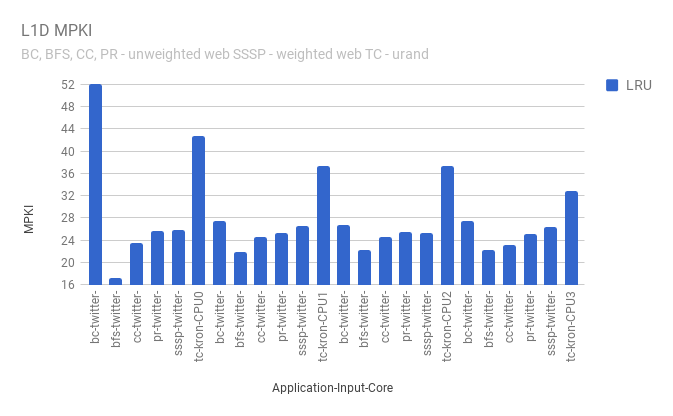 L1D MPKI
BC, BFS, CC, PR - unweighted web SSSP - weighted web TC - urand
LRU
MPKI
52
48
44
40
36
32
28
24
20
16
bc-twitter-
bfs-twitter-
cc-twitter-
pr-twitter-
sssp-twitter-
tc-kron-CPU0
bc-twitter-
bfs-twitter-
cc-twitter-
pr-twitter-
sssp-twitter-
tc-kron-CPU1
bc-twitter-
bfs-twitter-
cc-twitter-
pr-twitter-
sssp-twitter-
tc-kron-CPU2
bc-twitter-
bfs-twitter-
cc-twitter-
pr-twitter-
sssp-twitter-
tc-kron-CPU3
Application-Input-Core